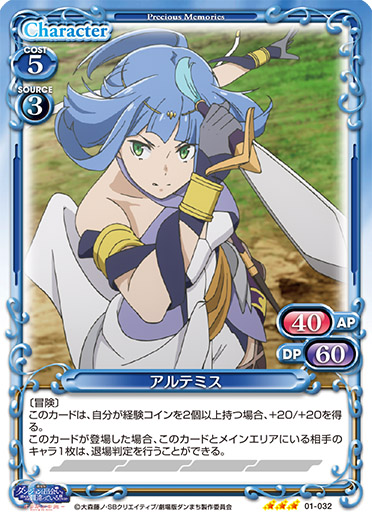 Precious Memories
Character
COST
5
SOURCE
3
40 AP
DP 60
アルテミス
〔冒険〕
このカードは、自分が経験コインを2個以上持つ場合、+20/+20を得
る。
このカードが登場した場合、このカードとメインエリアにいる相手の
キャラ1枚は、退場判定を行うことができる。
©大森藤ノ・SBクリエイティブ/劇場版ダンまち製作委員会
01-032